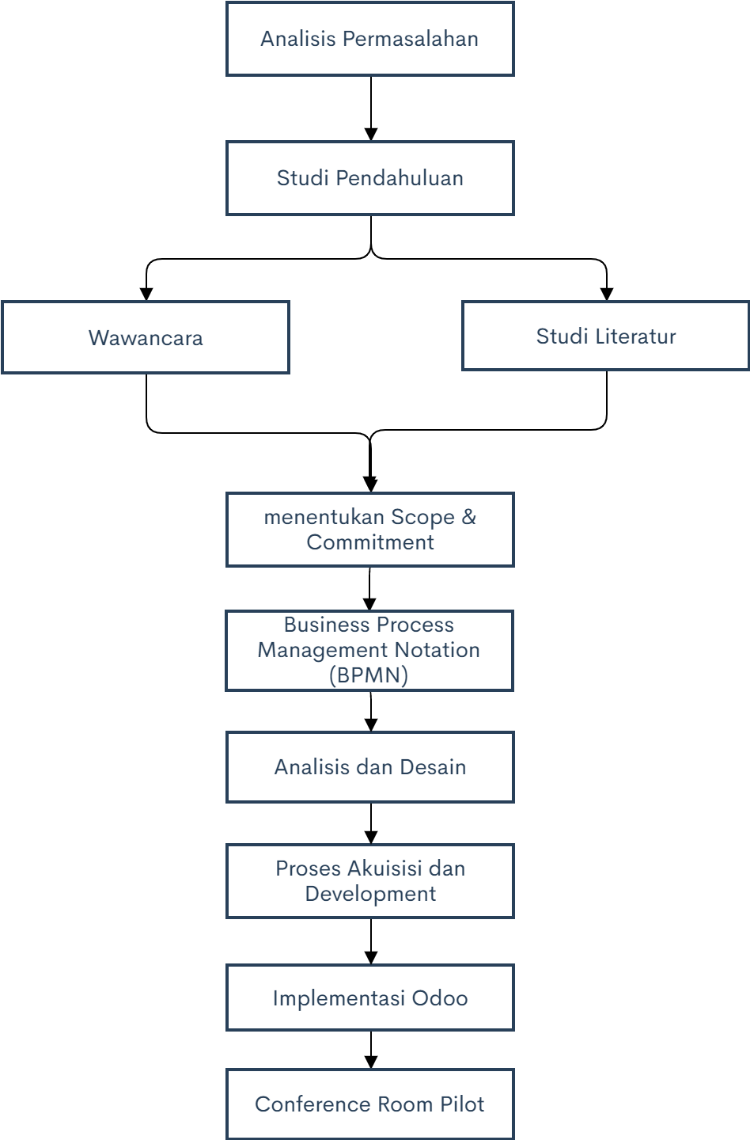 Analisis Permasalahan
Studi Pendahuluan
Wawancara
Studi Literatur
menentukan Scope &
Commitment
Business Process
Management Notation
(BPMN)
Analisis dan Desain
Proses Akuisisi dan
Development
Implementasi Odoo
Conference Room Pilot